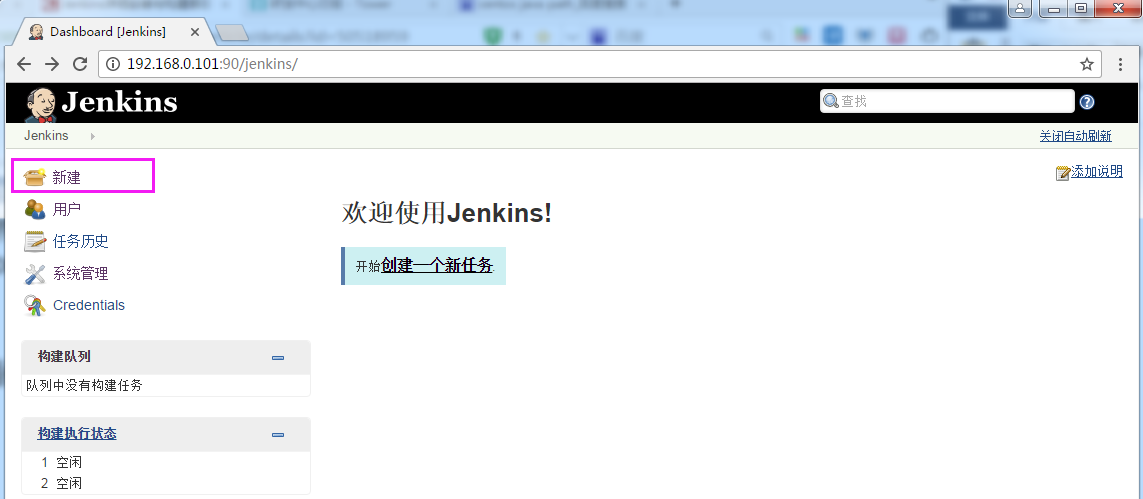 Dashboard [Jenkins]
192.168.0.101:90/jenkins/
Jenkins
查找
Jenkins
关闭自动刷新
新建
添加说明
用户
任务历史
系统管理
Credentials
欢迎使用Jenkins!
开始创建一个新任务.
构建队列
队列中没有构建任务
构建执行状态
1 空闲
2 空闲